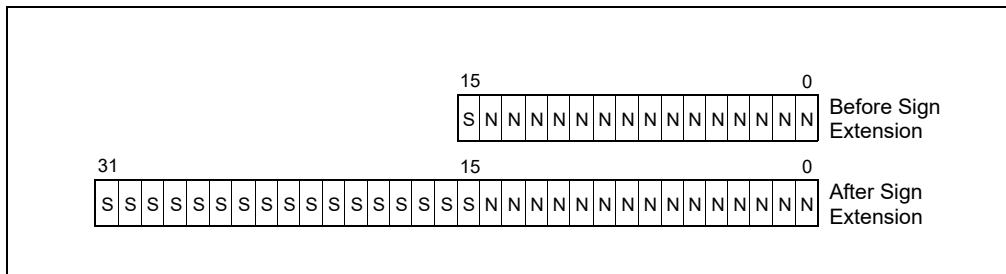 15 0
S N N N N N N N N N N N N N N N
Before Sign
Extension
31 15 0
S S S S S S S S S S S S S S S S S N N N N N N N N N N N N N N N
After Sign
Extension